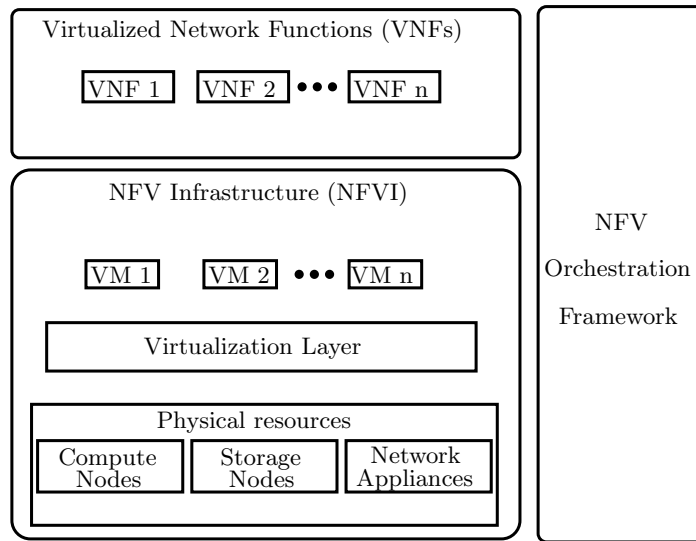 Virtualized Network Functions (VNFs)
VNF 1 VNF 2 ••• VNF n
NFV Infrastructure (NFVI)
VM 1 VM 2 ••• VM n
Virtualization Layer
Physical resources
Compute
Nodes
Storage
Nodes
Network
Appliances
NFV
Orchestration
Framework